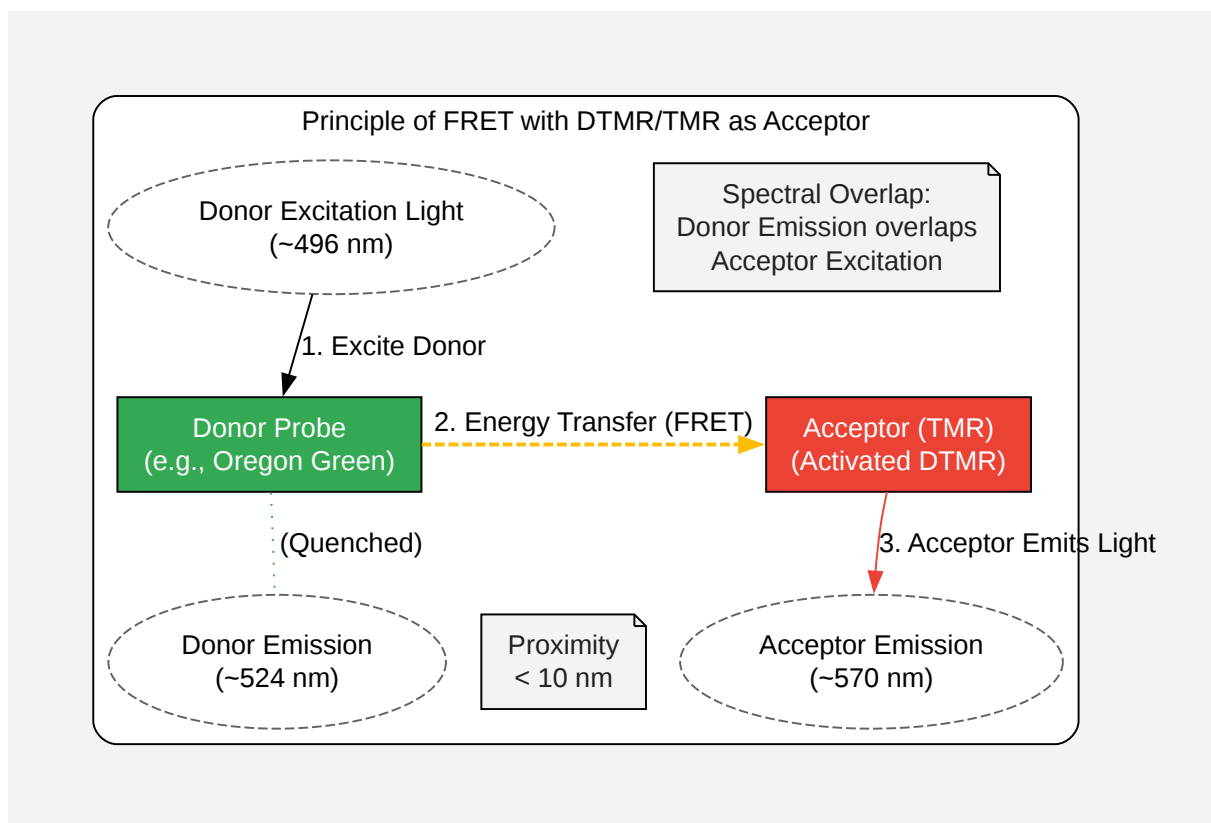 Principle of FRET with DTMR/TMR as Acceptor
Donor Excitation Light
(~496 nm)
Spectral Overlap:
Donor Emission overlaps
Acceptor Excitation
1. Excite Donor
Donor Probe
(e.g., Oregon Green)
2. Energy Transfer (FRET)
Acceptor (TMR)
(Activated DTMR)
(Quenched)
3. Acceptor Emits Light
Donor Emission
(~524 nm)
Proximity
< 10 nm
Acceptor Emission
(~570 nm)